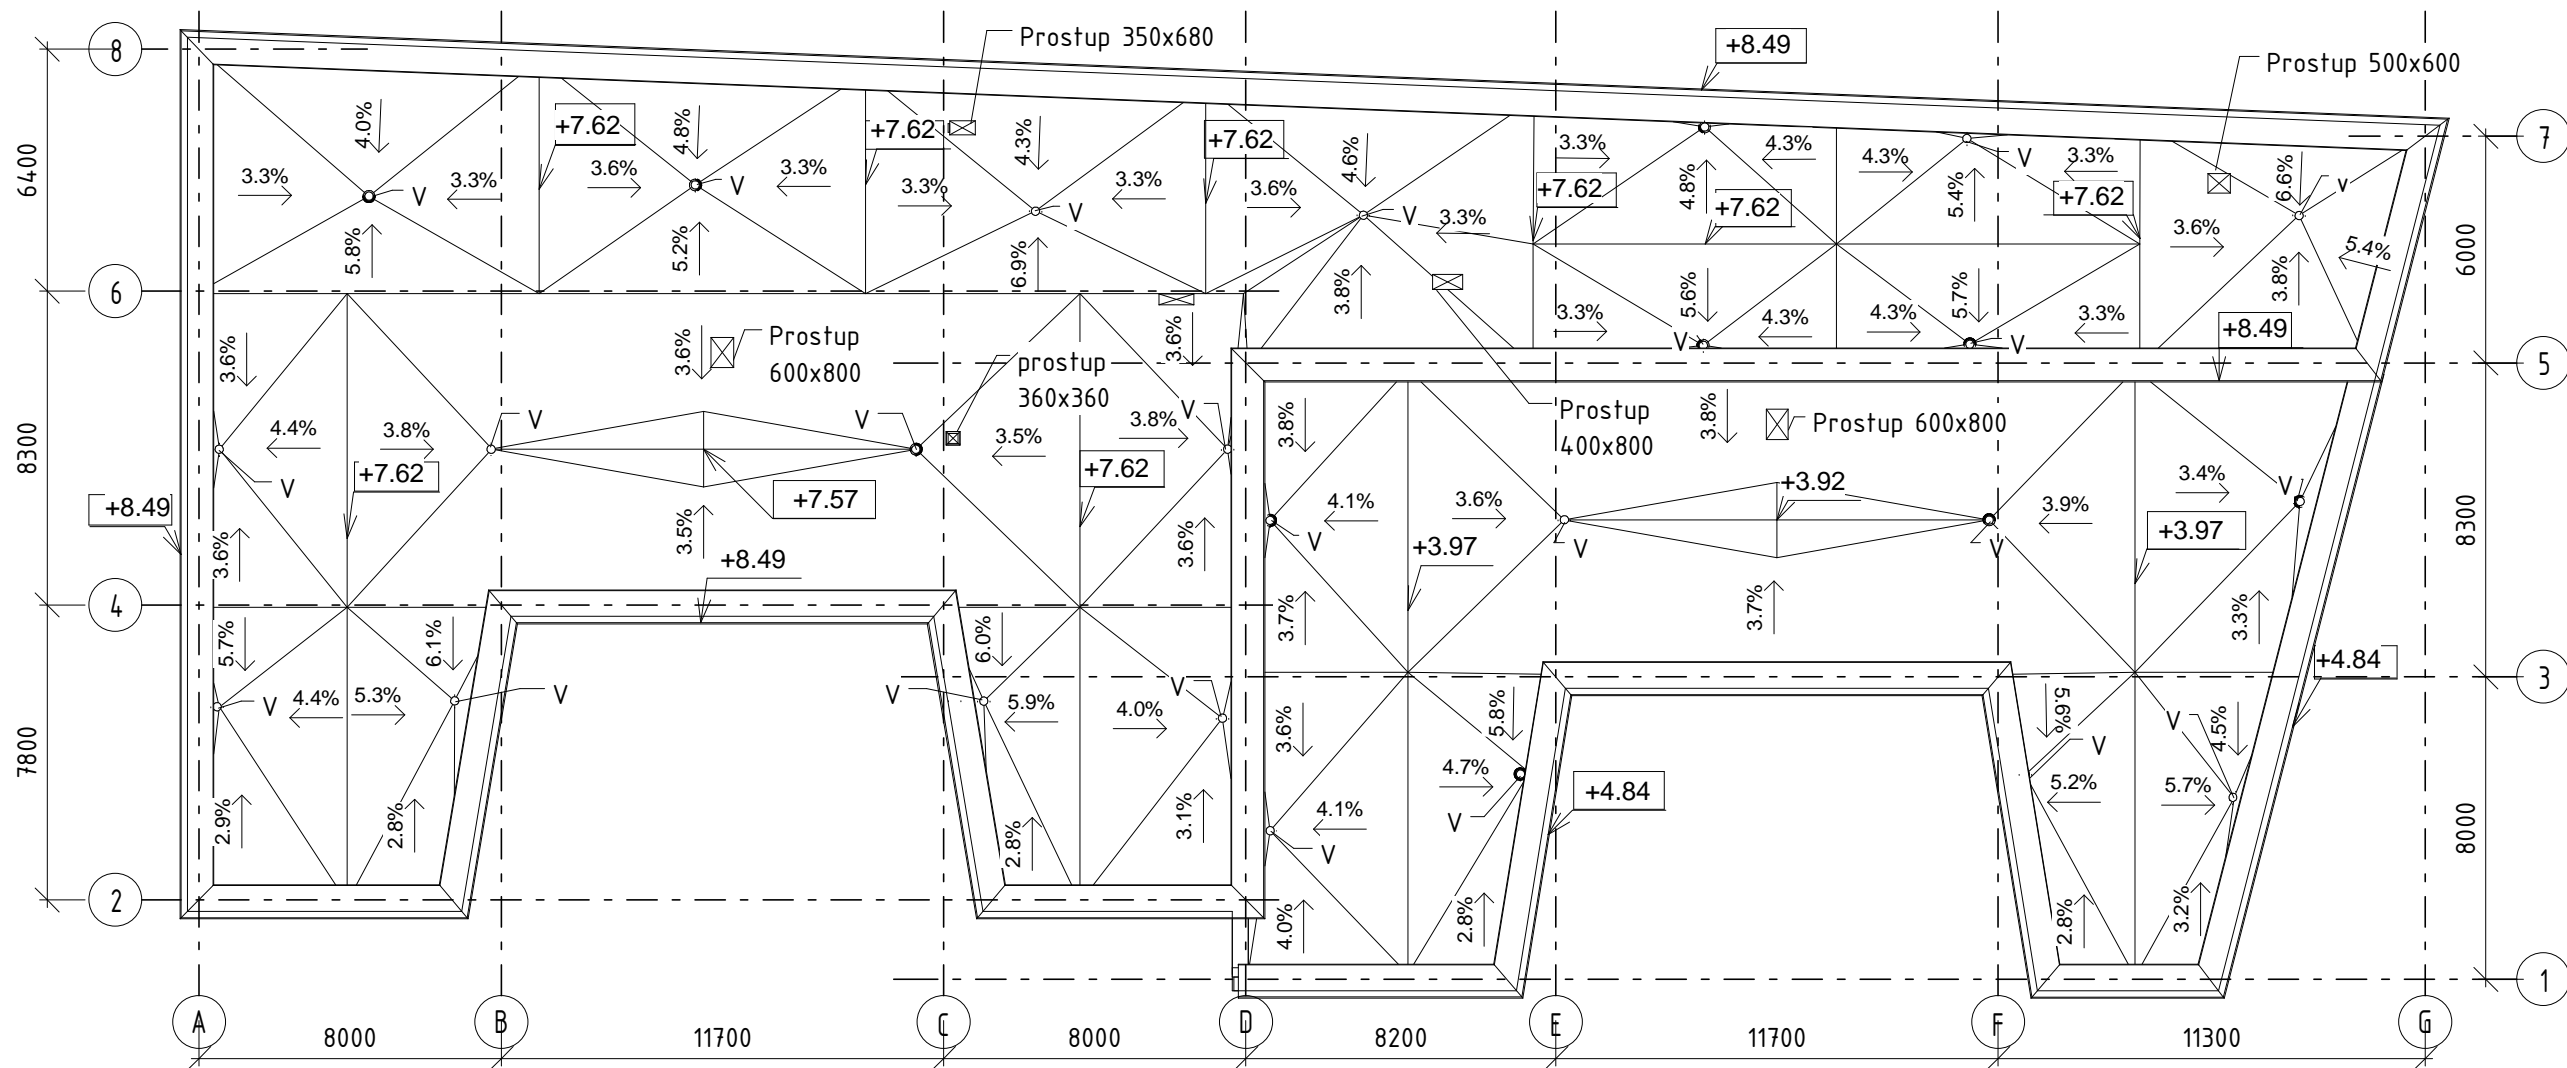 Prostup 350x680
+8.49
Prostup 500x600
8
7
6400
4.0%
+7.62
4.8%
+7.62
4.3%
+7.62
4.6%
3.3%
4.3%
4.3%
V
3.3%
6.6%
V
3.3%
V
3.3%
3.6%
V
3.3%
3.3%
V
3.3%
3.6%
V
3.3%
+7.62
4.8%
+7.62
5.4%
+7.62
3.6%
5.4%
6000
5.8%
5.2%
6.9%
3.8%
5.6%
5.7%
3.8%
6
3.3%
4.3%
4.3%
3.3%
+8.49
V
V
3.6%
3.6%
Prostup
600x800
prostup
360x360
3.6%
5
8300
4.4%
3.8%
V
V
3.5%
3.8%
V
3.8%
Prostup
400x800
3.8%
Prostup 600x800
V
+7.62
+7.57
+7.62
+8.49
4.1%
3.6%
+3.92
3.9%
3.4%
V
V
V
V
+3.97
+3.97
8300
3.6%
3.5%
+8.49
3.6%
3.7%
3.7%
3.3%
4
5.7%
6.1%
6.0%
+4.84
3
V
4.4%
5.3%
V
V
5.9%
4.0%
V
3.6%
5.8%
5.6%
V
V
4.5%
7800
4.7%
5.2%
5.7%
+4.84
2.9%
2.8%
2.8%
3.1%
4.1%
V
V
8000
2
4.0%
2.8%
2.8%
3.2%
1
A
B
C
D
E
F
G
8000
11700
8000
8200
11700
11300